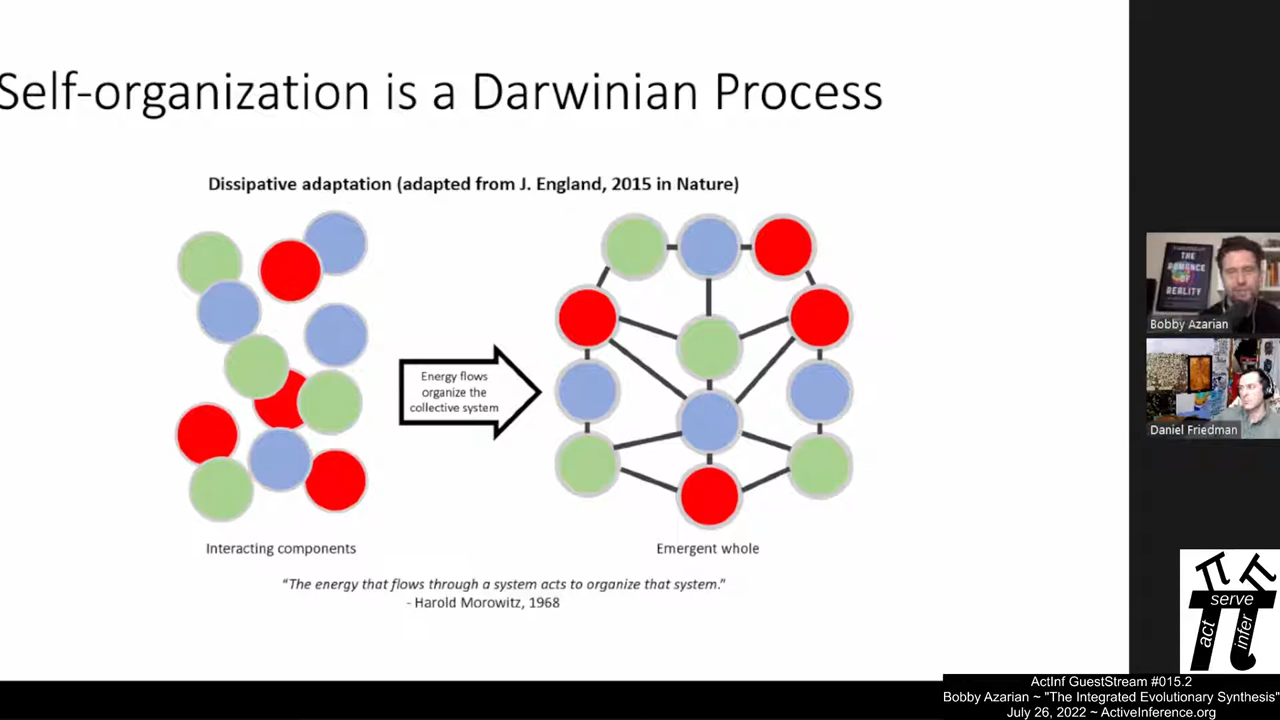 Self-organization is a Darwinian Process
Dissipative adaptation (adapted from J. England, 2015 in Nature)
Energy flows
organize the
collective system
Interacting components
Emergent whole
“The energy that flows through a system acts to organize that system.”
- Harold Morowitz, 1968
THE
ROMANCE
OF
REALITY
Bobby Azarian
Daniel Friedman
serve
act
infer
ActInf GuestStream #015.2
Bobby Azarian ~ "The Integrated Evolutionary Synthesis"
July 26, 2022 ~ ActiveInference.org